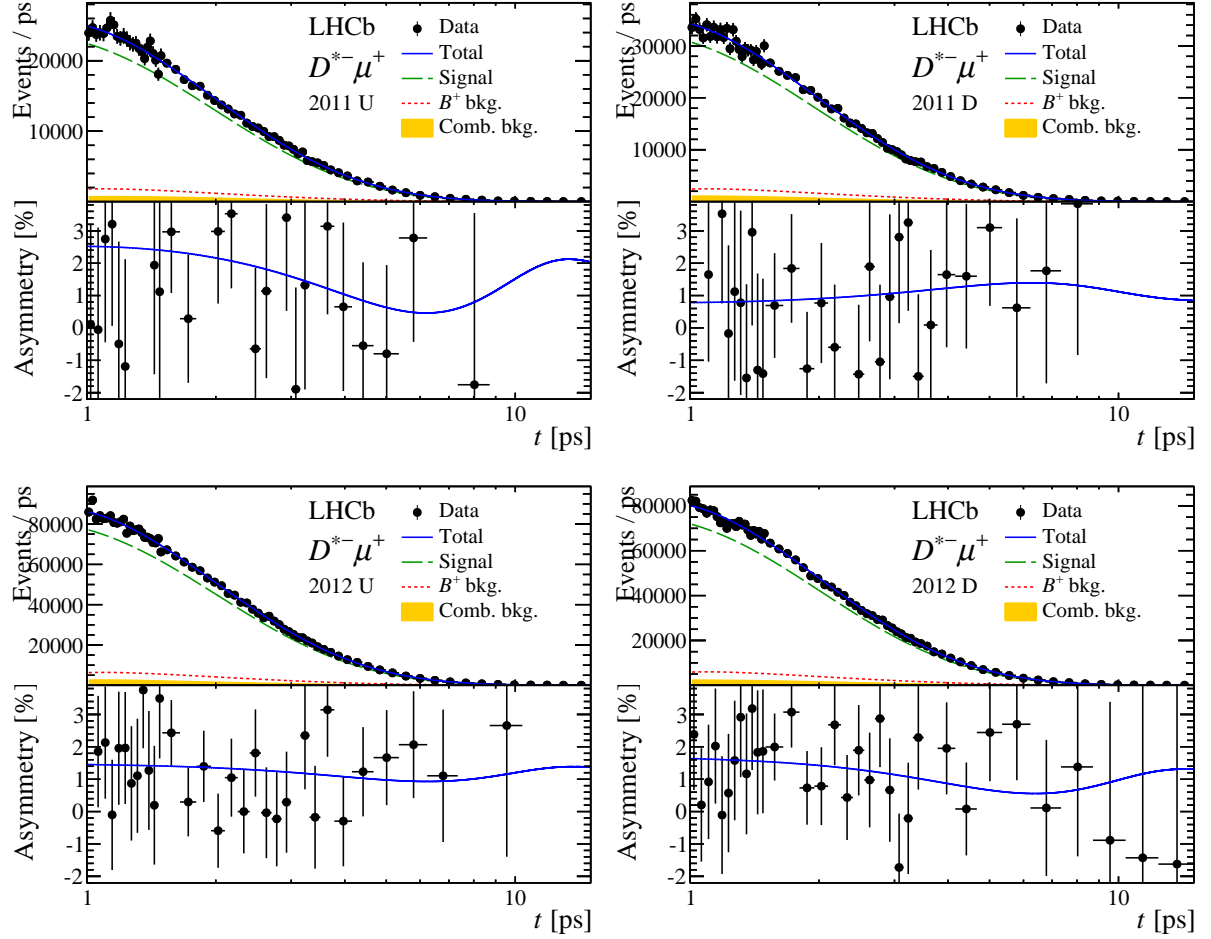 Events / ps
20000
10000
LHCb
D*−μ+
2011 U
Data
Total
Signal
B+ bkg.
Comb. bkg.
Asymmetry [%]
3
2
1
0
-1
-2
1
10
t [ps]
Events / ps
30000
20000
10000
LHCb
D*−μ+
2011 D
Data
Total
Signal
B+ bkg.
Comb. bkg.
Asymmetry [%]
3
2
1
0
-1
-2
1
10
t [ps]
Events / ps
80000
60000
40000
20000
LHCb
D*−μ+
2012 U
Data
Total
Signal
B+ bkg.
Comb. bkg.
Asymmetry [%]
3
2
1
0
-1
-2
1
10
t [ps]
Events / ps
80000
60000
40000
20000
LHCb
D*−μ+
2012 D
Data
Total
Signal
B+ bkg.
Comb. bkg.
Asymmetry [%]
3
2
1
0
-1
-2
1
10
t [ps]